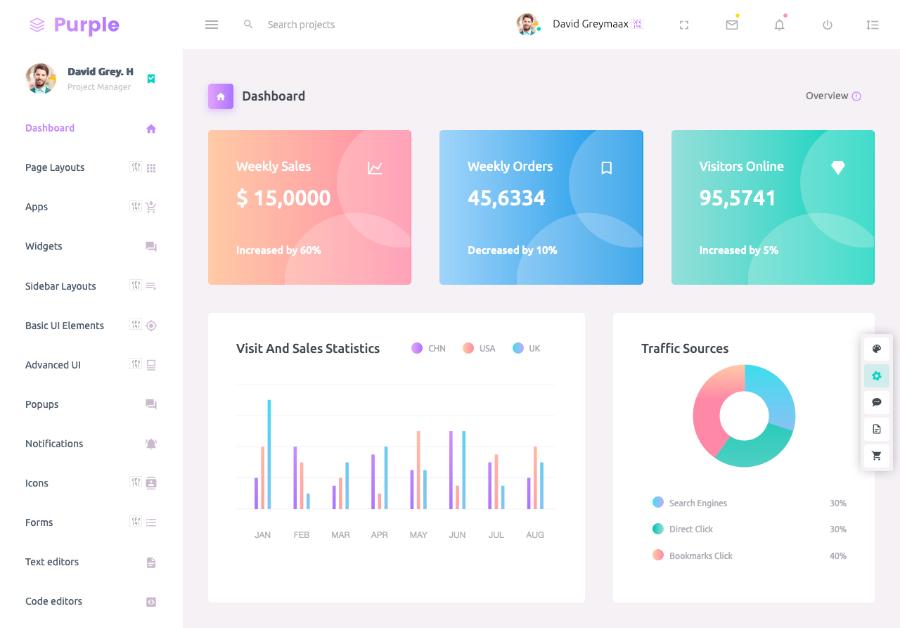 Purple
Search projects
David Greymaax
David Grey. H
Project Manager
Dashboard
Page Layouts
Apps
Widgets
Sidebar Layouts
Basic UI Elements
Advanced UI
Popups
Notifications
Icons
Forms
Text editors
Code editors
Dashboard
Overview
Weekly Sales
$ 15,0000
Increased by 60%
Weekly Orders
45,6334
Decreased by 10%
Visitors Online
95,5741
Increased by 5%
Visit And Sales Statistics
CHN USA UK
JAN FEB MAR APR MAY JUN JUL AUG
Traffic Sources
Search Engines 30%
Direct Click 30%
Bookmarks Click 40%